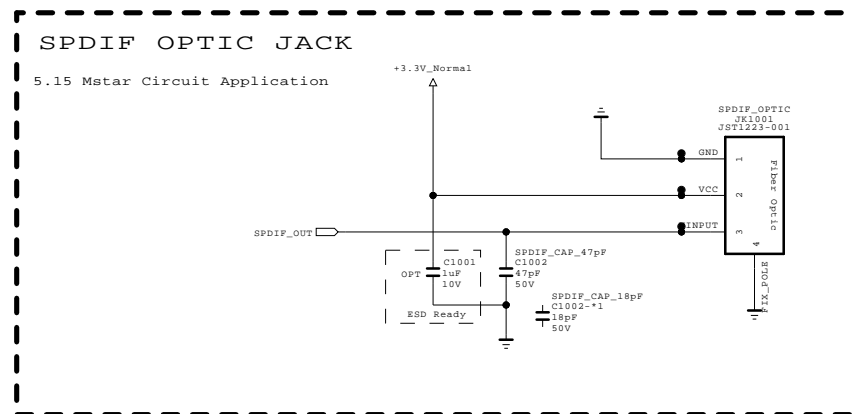 SPDIF OPTIC JACK
5.15 Mstar Circuit Application
+3.3V_Normal
SPDIF_OPTIC
JK1001
JST1223-001
GND
1
VCC
2
INPUT
3
4
Fiber Optic
FIX_POLE
SPDIF_OUT
C1001
OPT 1uF
10V
ESD Ready
SPDIF_CAP_47pF
C1002
47pF
50V
SPDIF_CAP_18pF
C1002-*1
18pF
50V